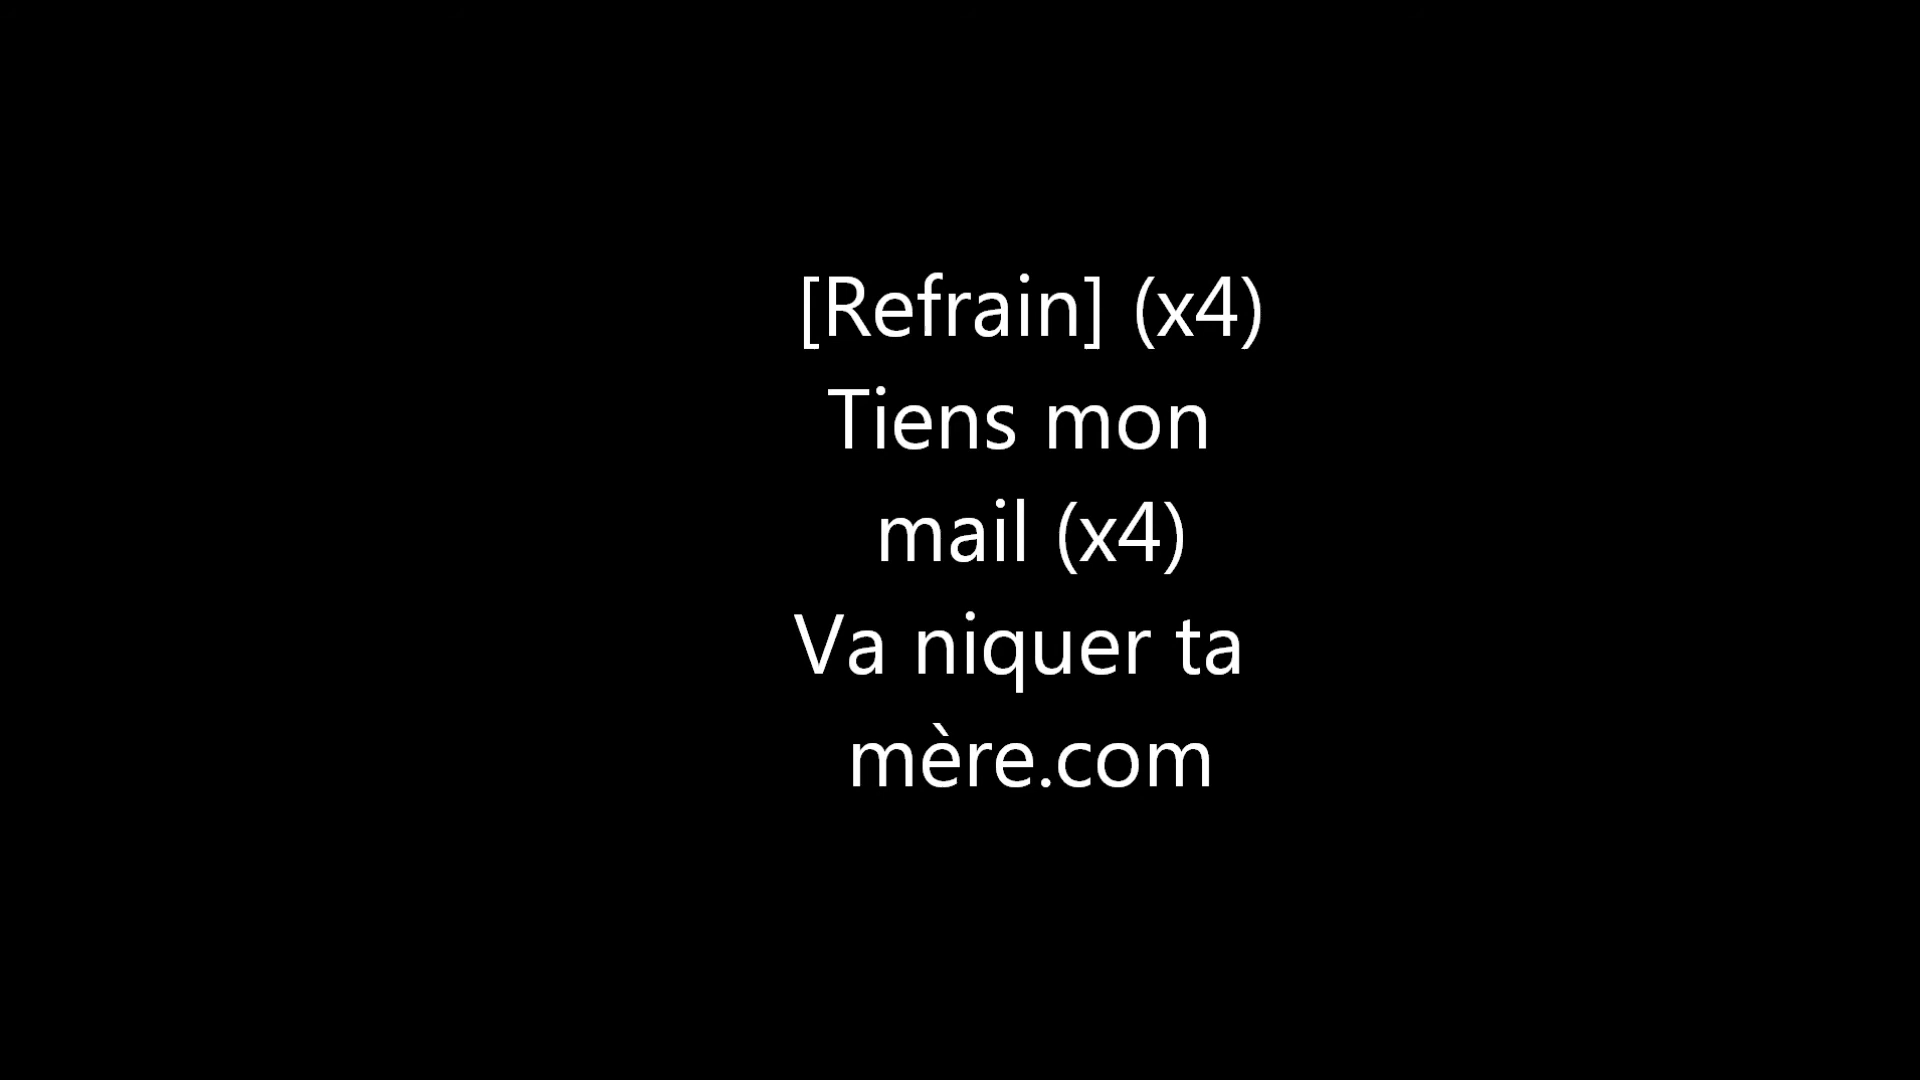 [Refrain] (x4)
Tiens mon
mail (x4)
Va niquer ta
mère.com